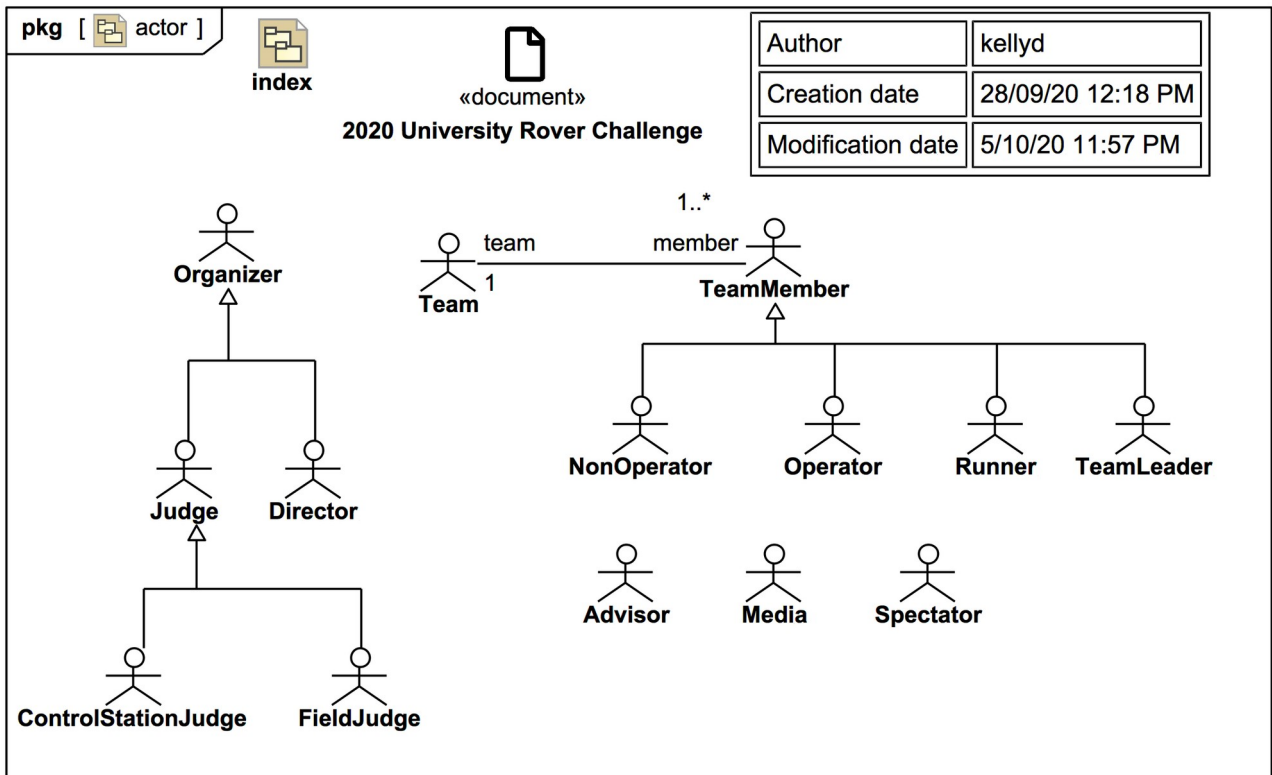 pkg [ actor ]
index
«document»
2020 University Rover Challenge
Author kellyd
Creation date 28/09/20 12:18 PM
Modification date 5/10/20 11:57 PM
Organizer
team
1
Team
1..*
member
TeamMember
Judge
Director
NonOperator
Operator
Runner
TeamLeader
Advisor
Media
Spectator
ControlStationJudge
FieldJudge